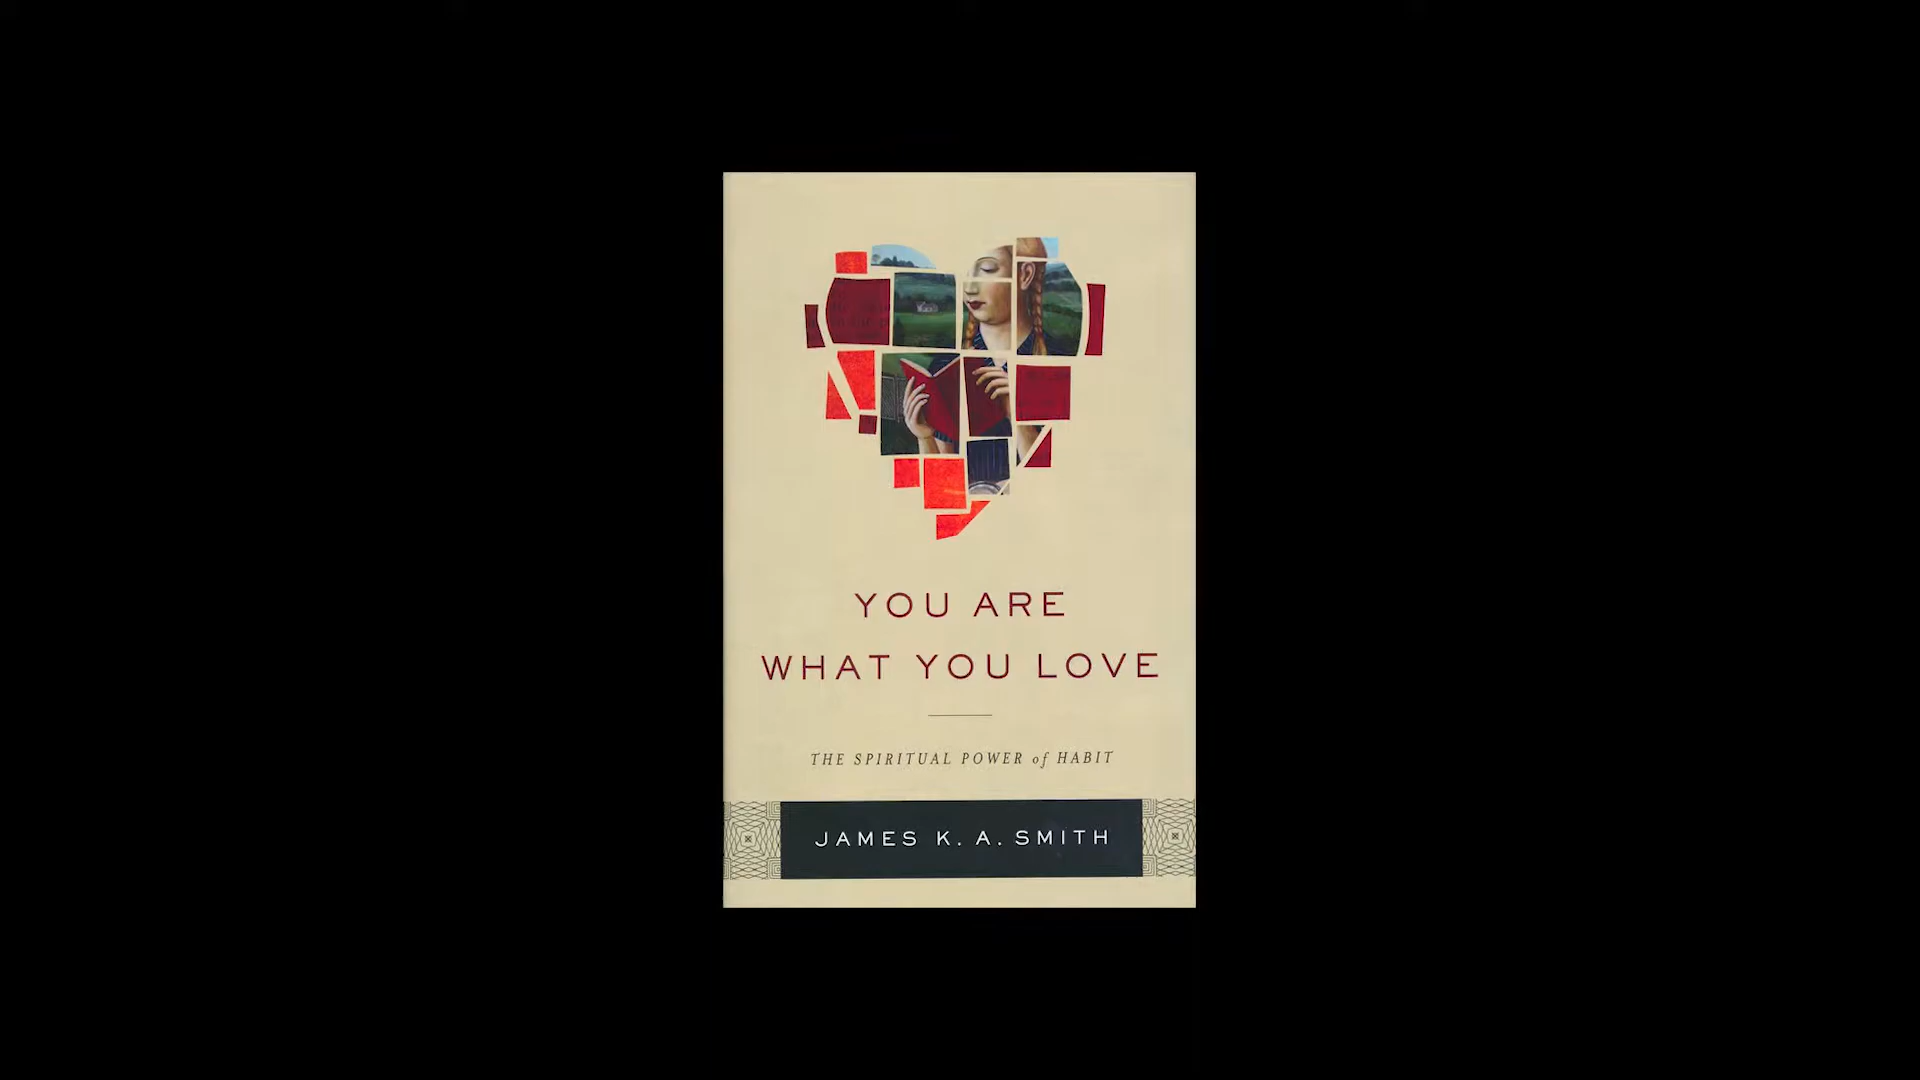 YOU ARE
WHAT YOU LOVE
THE SPIRITUAL POWER of HABIT
JAMES K. A. SMITH